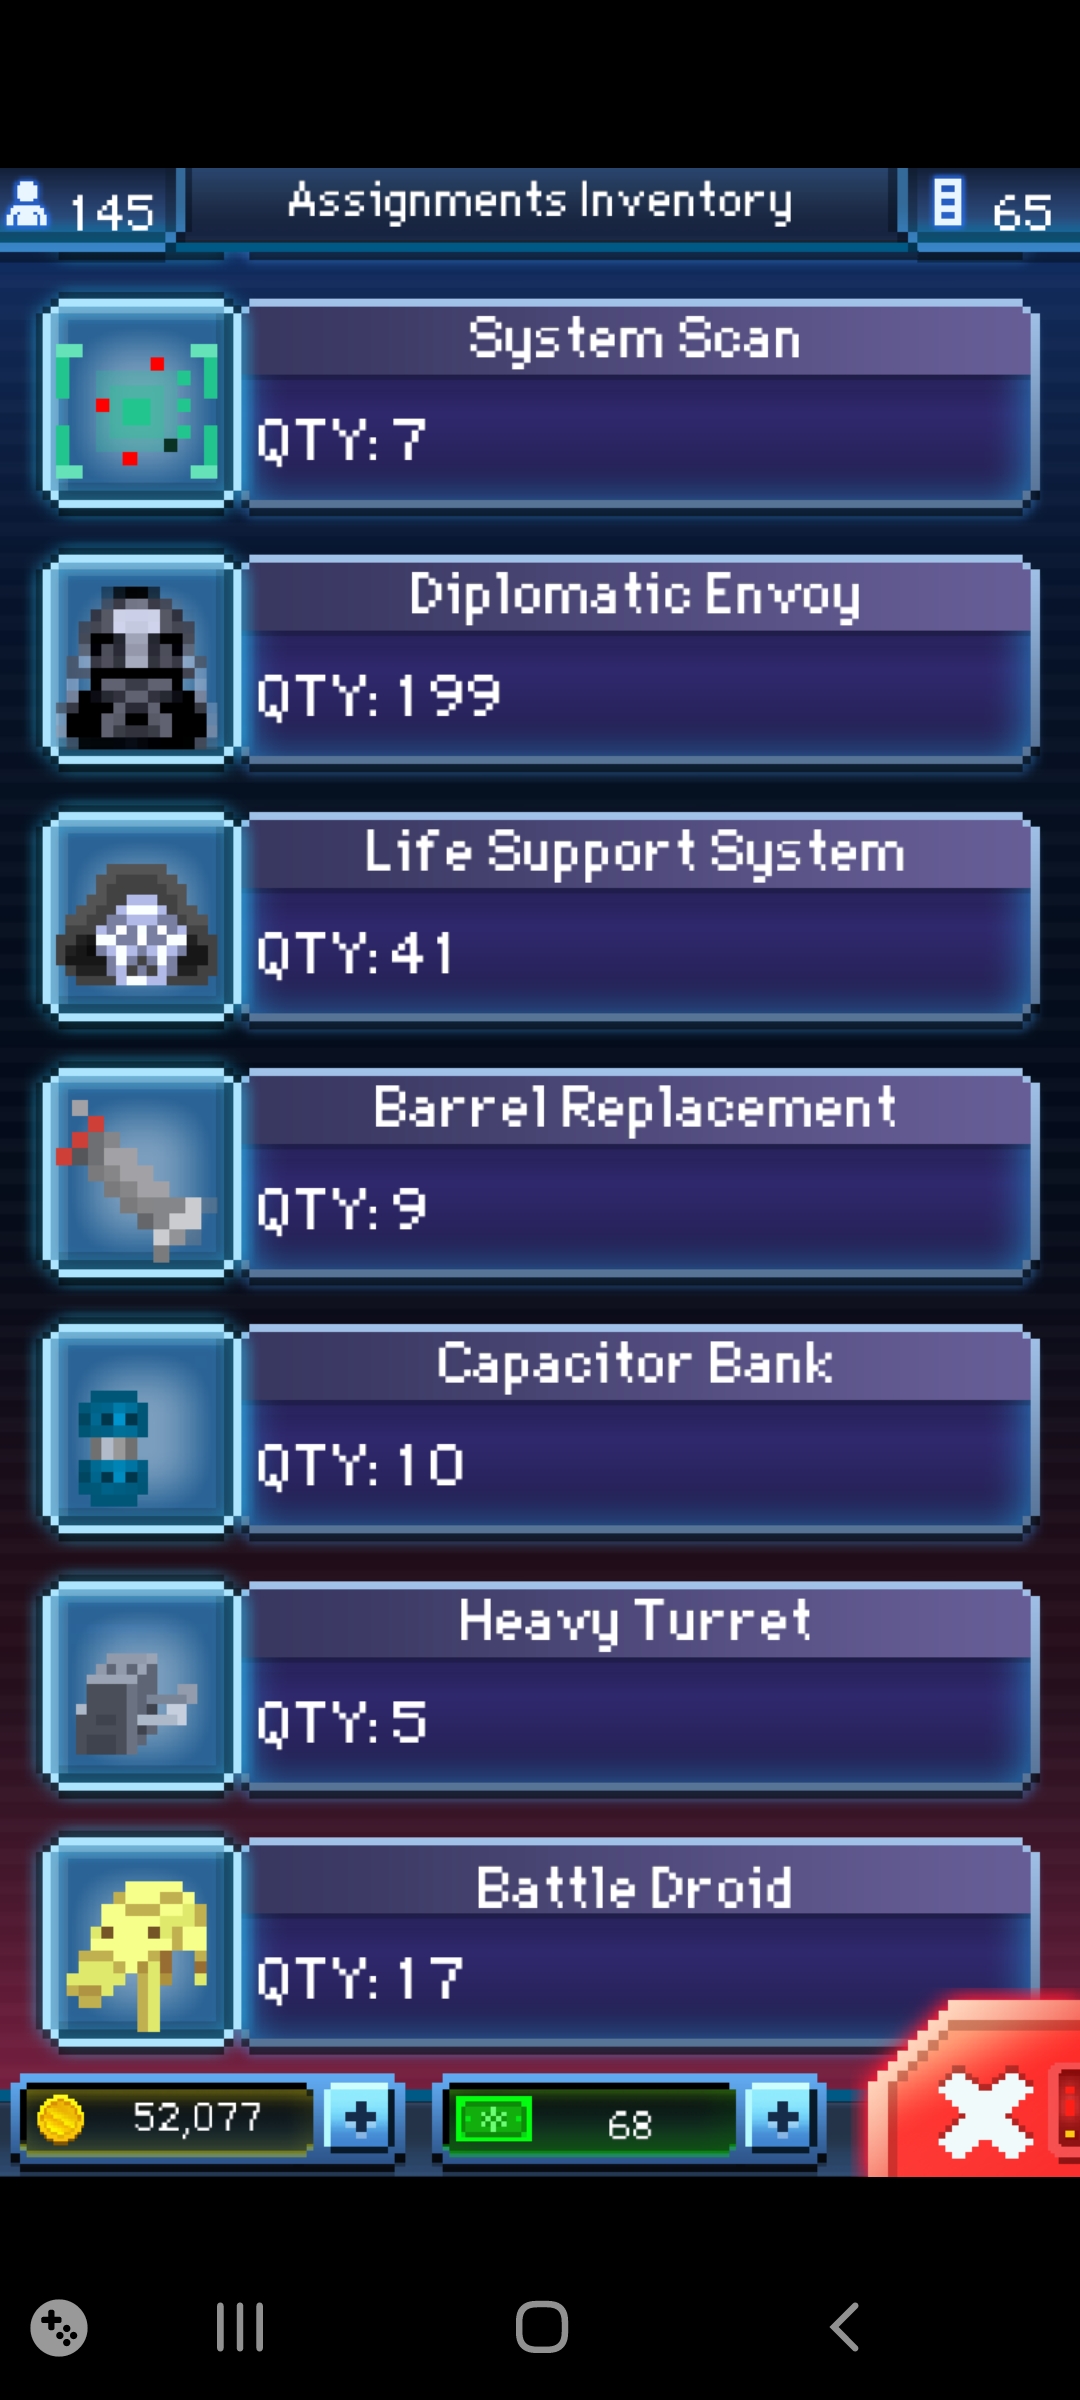 145
Assignments Inventory
65
System Scan
QTY: 7
Diplomatic Envoy
QTY: 199
Life Support System
QTY: 41
Barrel Replacement
QTY: 9
Capacitor Bank
QTY: 10
Heavy Turret
QTY: 5
Battle Droid
QTY: 17
52,077
68